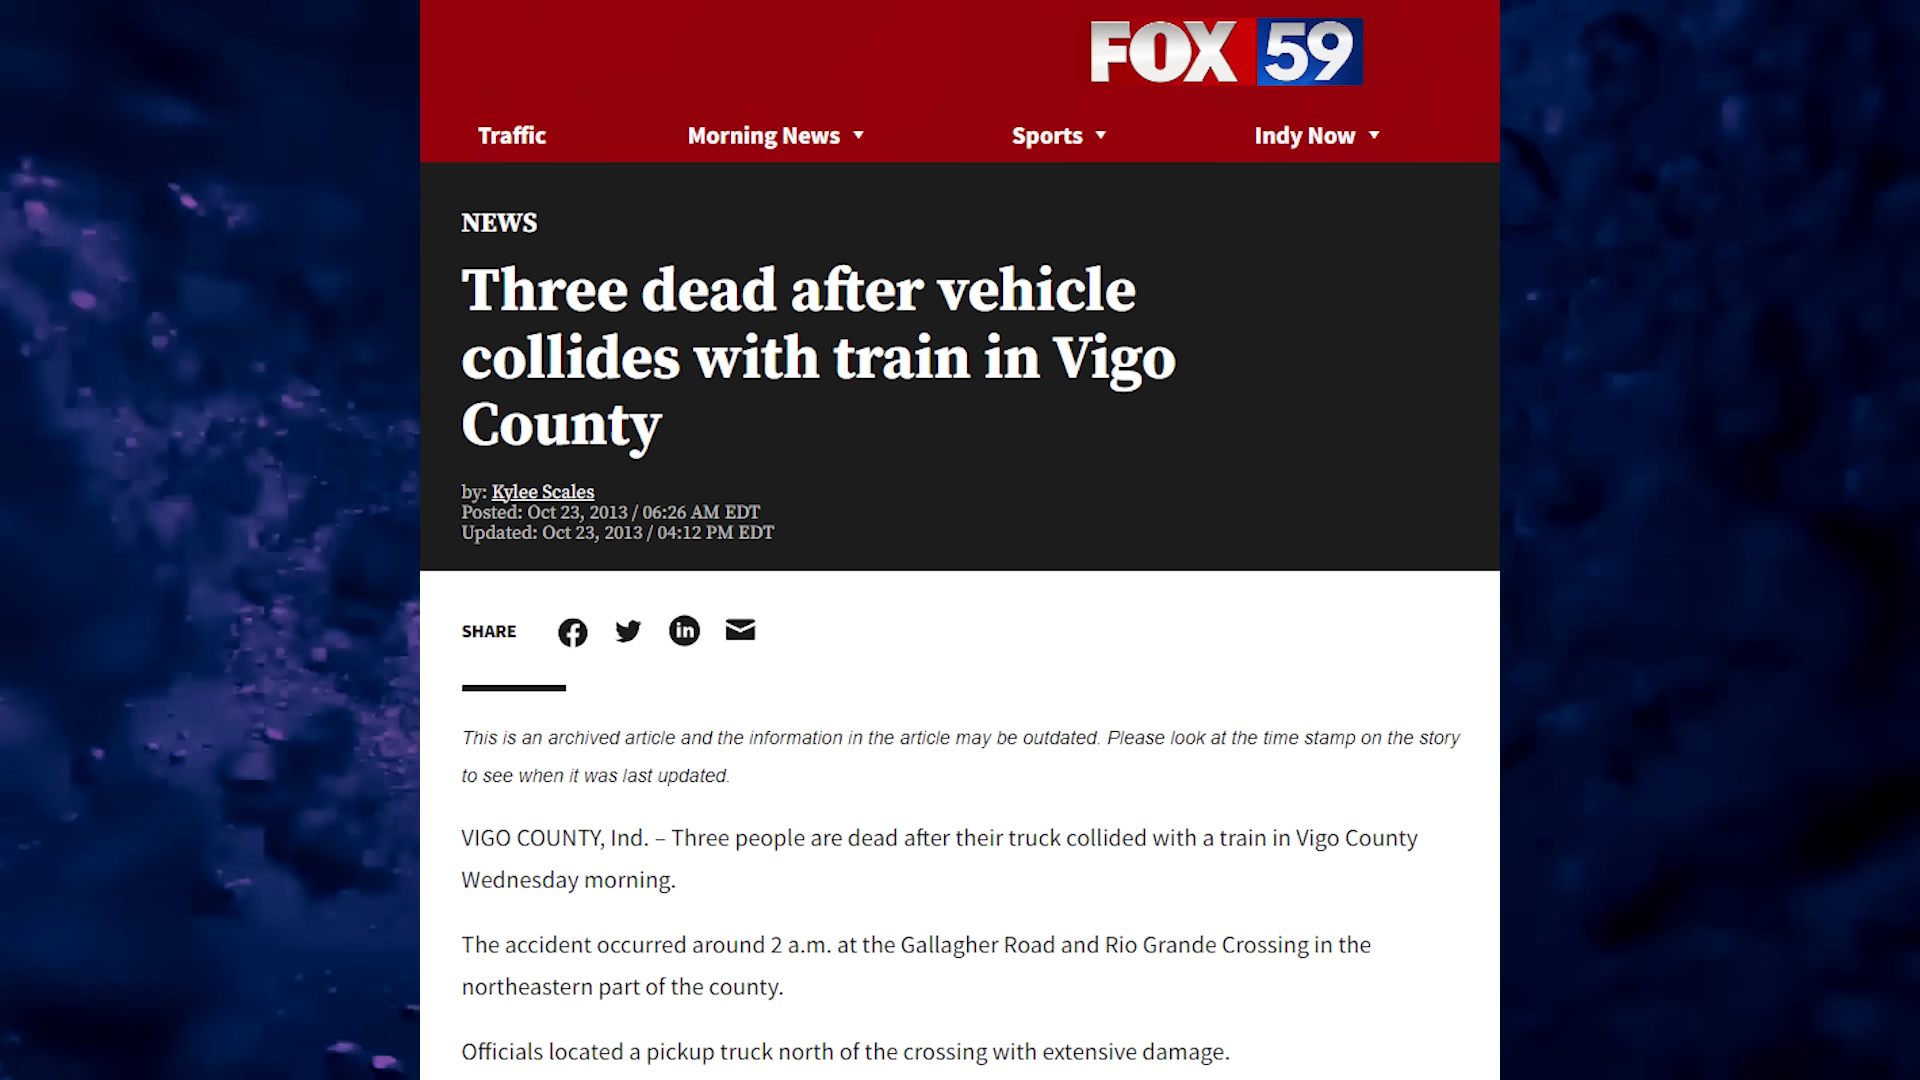 FOX 59
Traffic Morning News Sports Indy Now
NEWS
Three dead after vehicle
collides with train in Vigo
County
by: Kylee Scales
Posted: Oct 23, 2013 / 06:26 AM EDT
Updated: Oct 23, 2013 / 04:12 PM EDT
SHARE
This is an archived article and the information in the article may be outdated. Please look at the time stamp on the story
to see when it was last updated.
VIGO COUNTY, Ind. – Three people are dead after their truck collided with a train in Vigo County
Wednesday morning.
The accident occurred around 2 a.m. at the Gallagher Road and Rio Grande Crossing in the
northeastern part of the county.
Officials located a pickup truck north of the crossing with extensive damage.